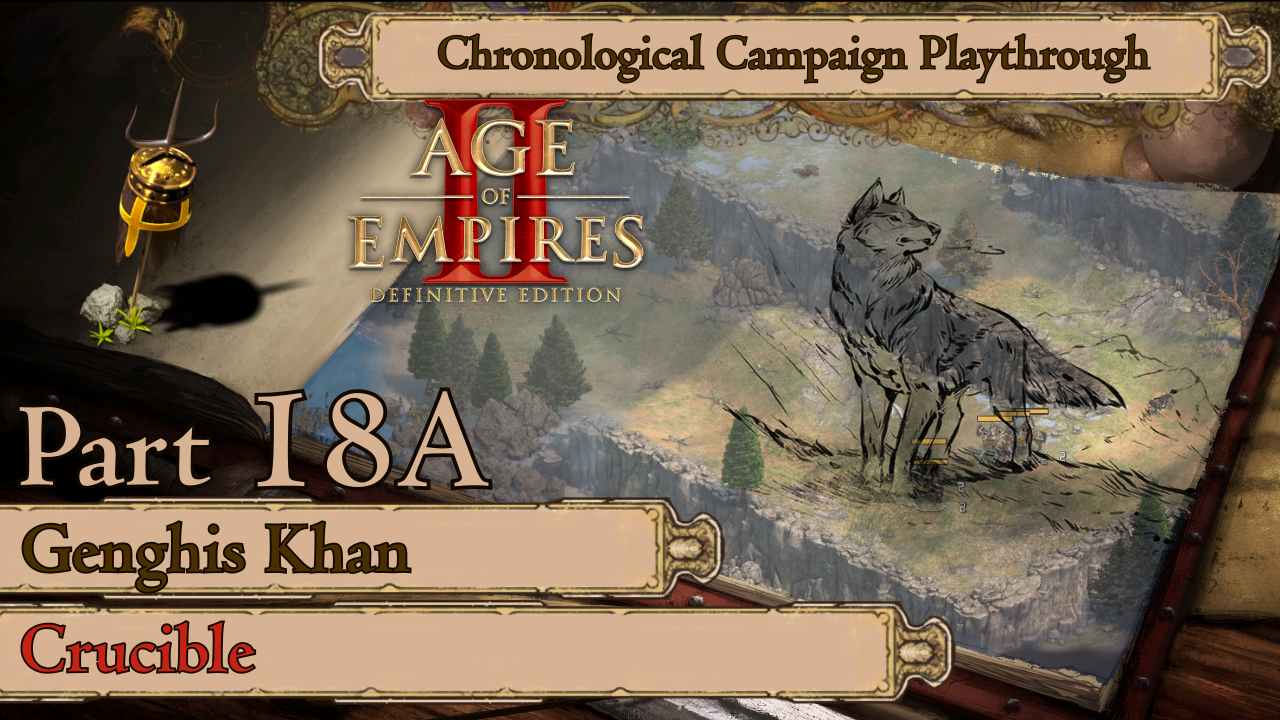 Chronological Campaign Playthrough
II
AGE
OF
EMPIRES
DEFINITIVE EDITION
Part 18A
Genghis Khan
Crucible